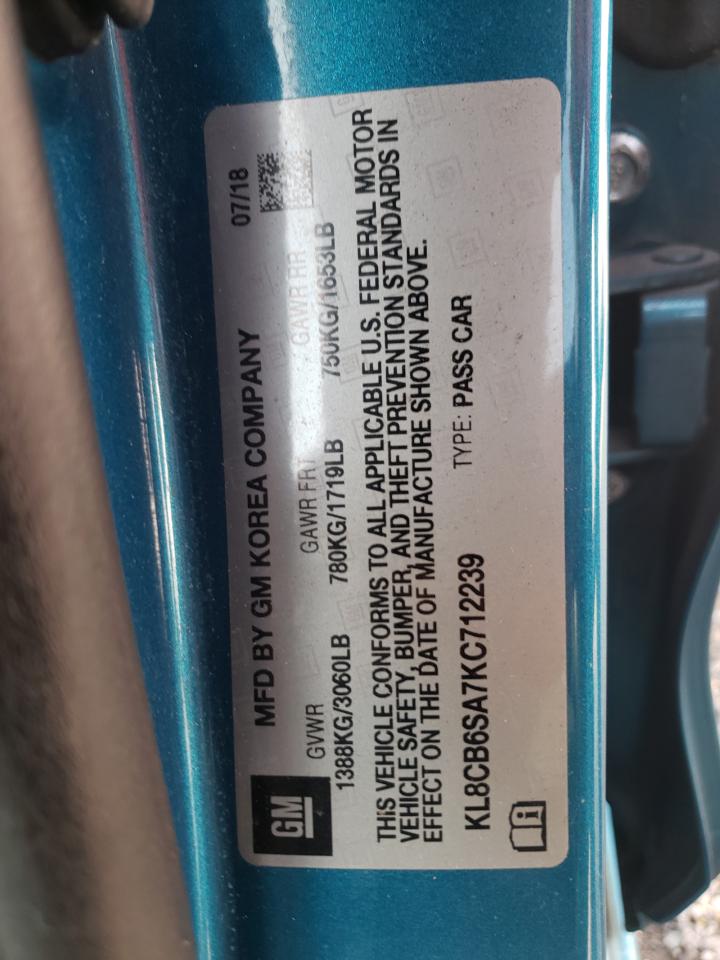 MFD BY GM KOREA COMPANY 07/18
GVWR GAWR FRT GAWR RR
1388KG/3060LB 780KG/1719LB 750KG/1653LB
THIS VEHICLE CONFORMS TO ALL APPLICABLE U.S. FEDERAL MOTOR
VEHICLE SAFETY, BUMPER, AND THEFT PREVENTION STANDARDS IN
EFFECT ON THE DATE OF MANUFACTURE SHOWN ABOVE.
KL8CB6SA7KC712239 TYPE: PASS CAR
GM